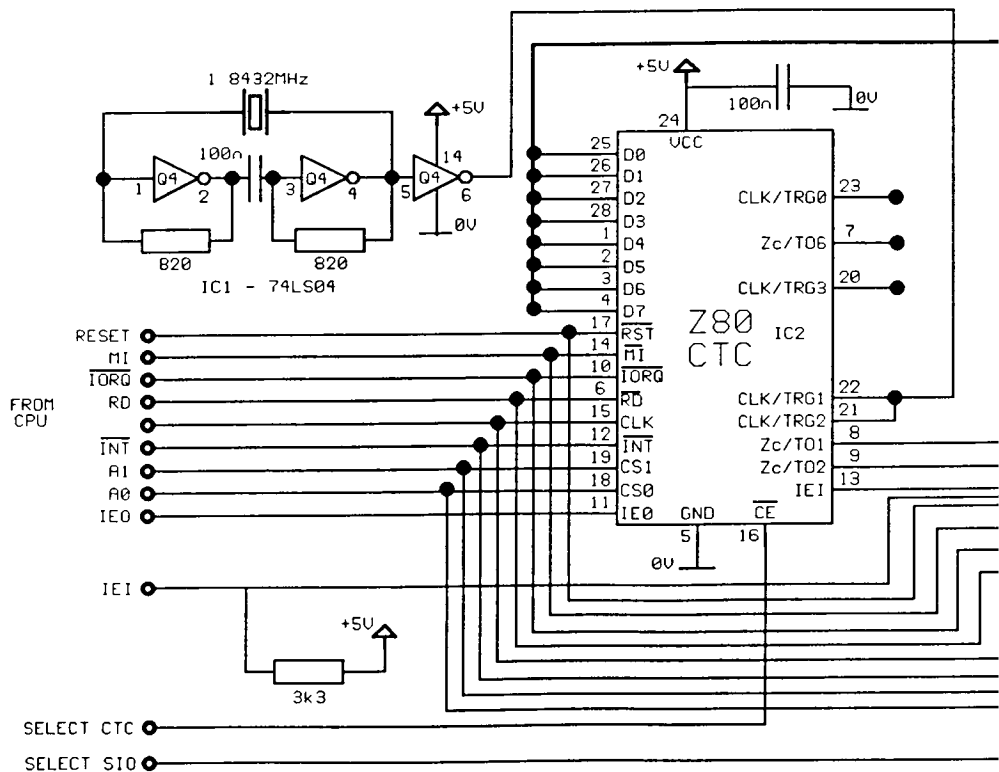 1 8432MHz
+5V
100n
Q4
1
2
Q4
3
4
Q4
5
6
14
0V
820
820
IC1 - 74LS04
+5V
100n
0V
24
VCC
25 D0
26 D1
27 D2
28 D3
1 D4
2 D5
3 D6
4 D7
17 RST
14 MI
10 IORQ
6 RD
15 CLK
12 INT
19 CS1
18 CS0
11 IE0
CLK/TRG0 23
Zc/TO6 7
CLK/TRG3 20
Z80
CTC
IC2
CLK/TRG1 22
CLK/TRG2 21
Zc/TO1 8
Zc/TO2 9
IEI 13
GND
CE
5
16
0V
FROM
CPU
RESET
MI
IORQ
RD
INT
A1
A0
IEO
IEI
+5V
3k3
SELECT CTC
SELECT SIO